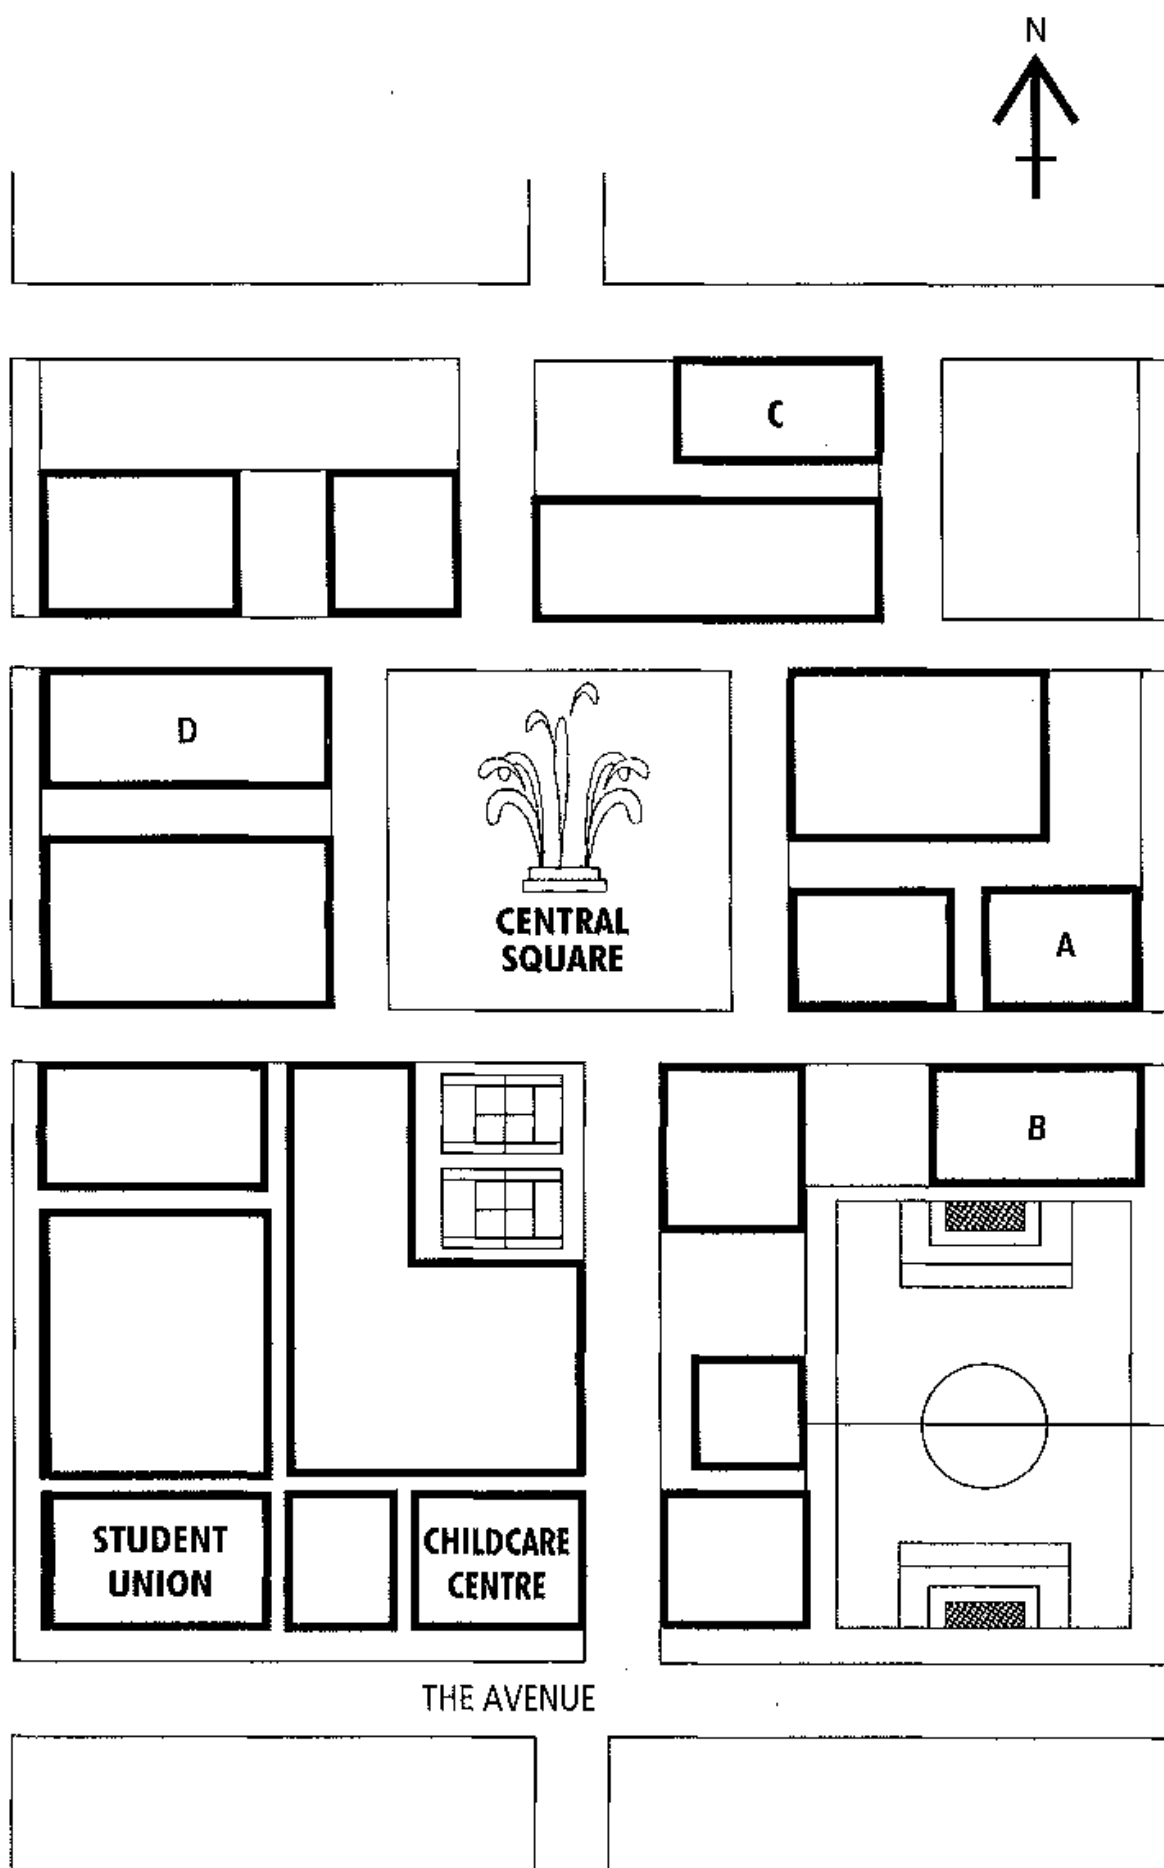 N
C
D
CENTRAL
SQUARE
A
B
STUDENT
UNION
CHILDCARE
CENTRE
THE AVENUE